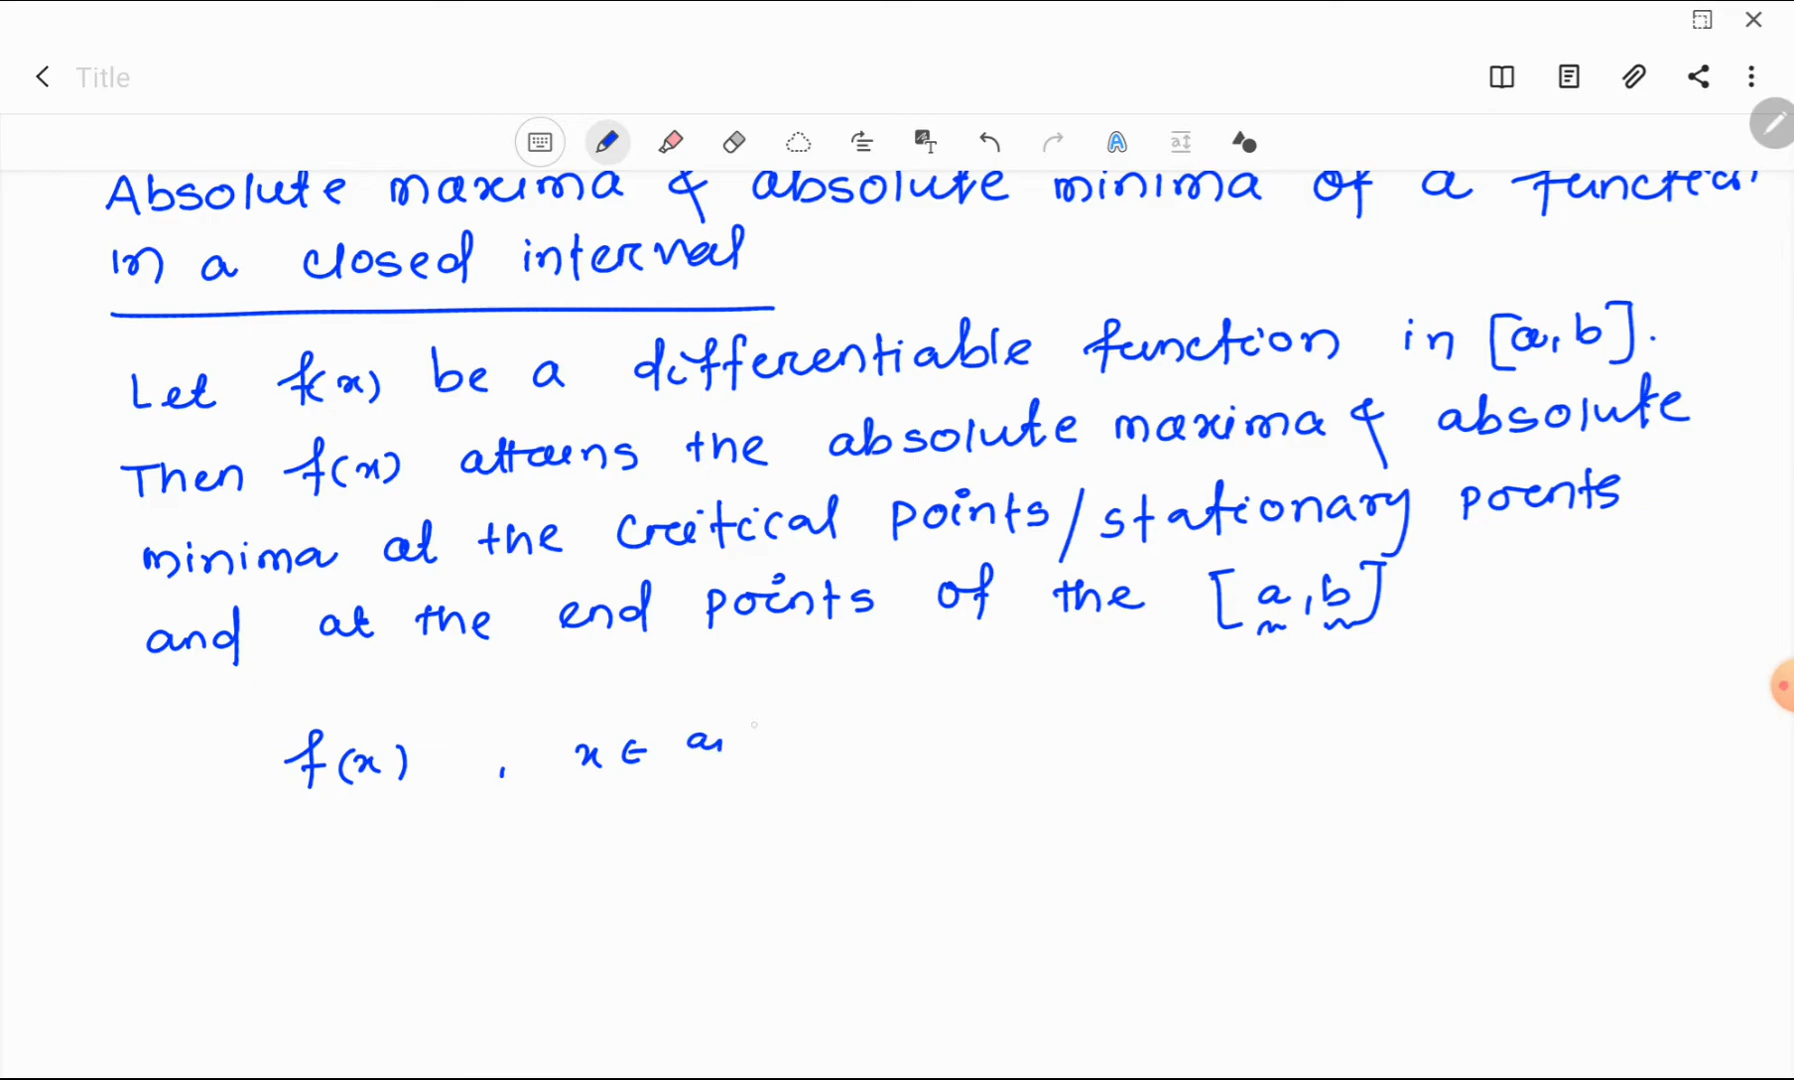 Title
Absolute maxima & absolute minima of a function
in a closed interval
Let f(x) be a differentiable function in [a,b].
Then f(x) attains the absolute maxima & absolute
minima at the critical points/stationary points
and at the end points of the [a,b]
f(x) , x ∈ a,